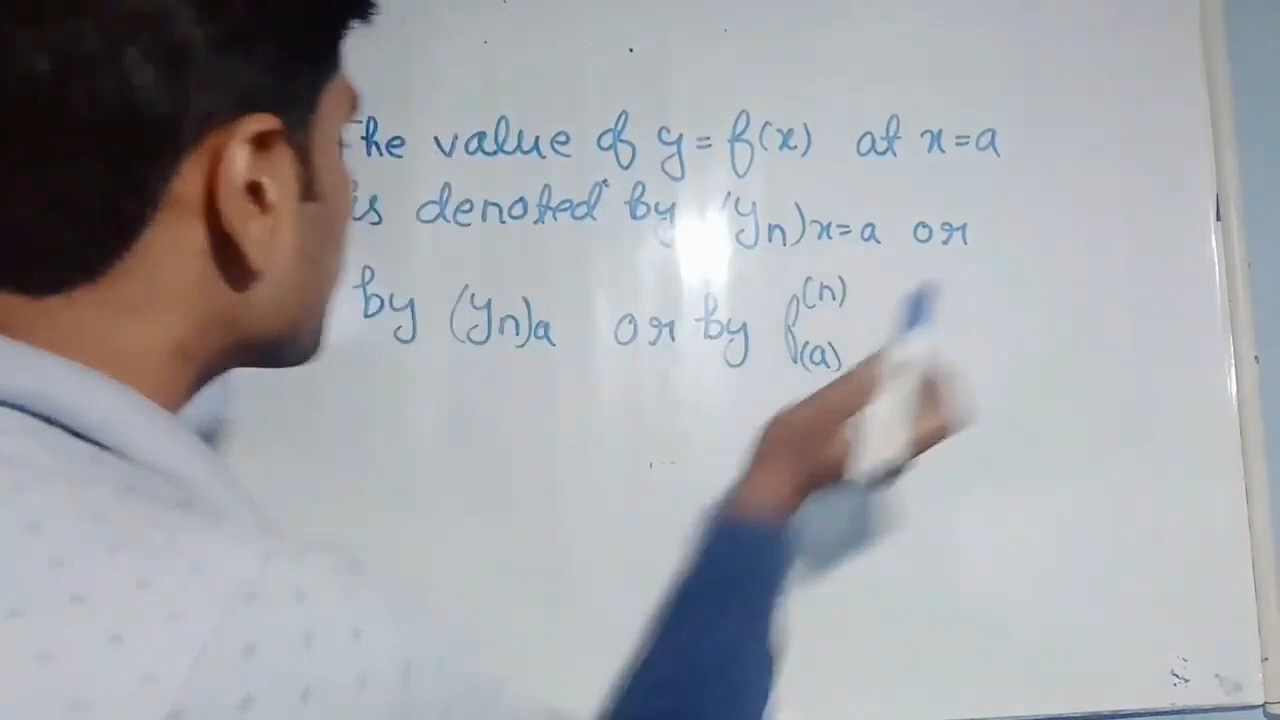 The value of y = f(x) at x=a
is denoted by (yn)x=a or
by (yn)a or by f(n)(a)